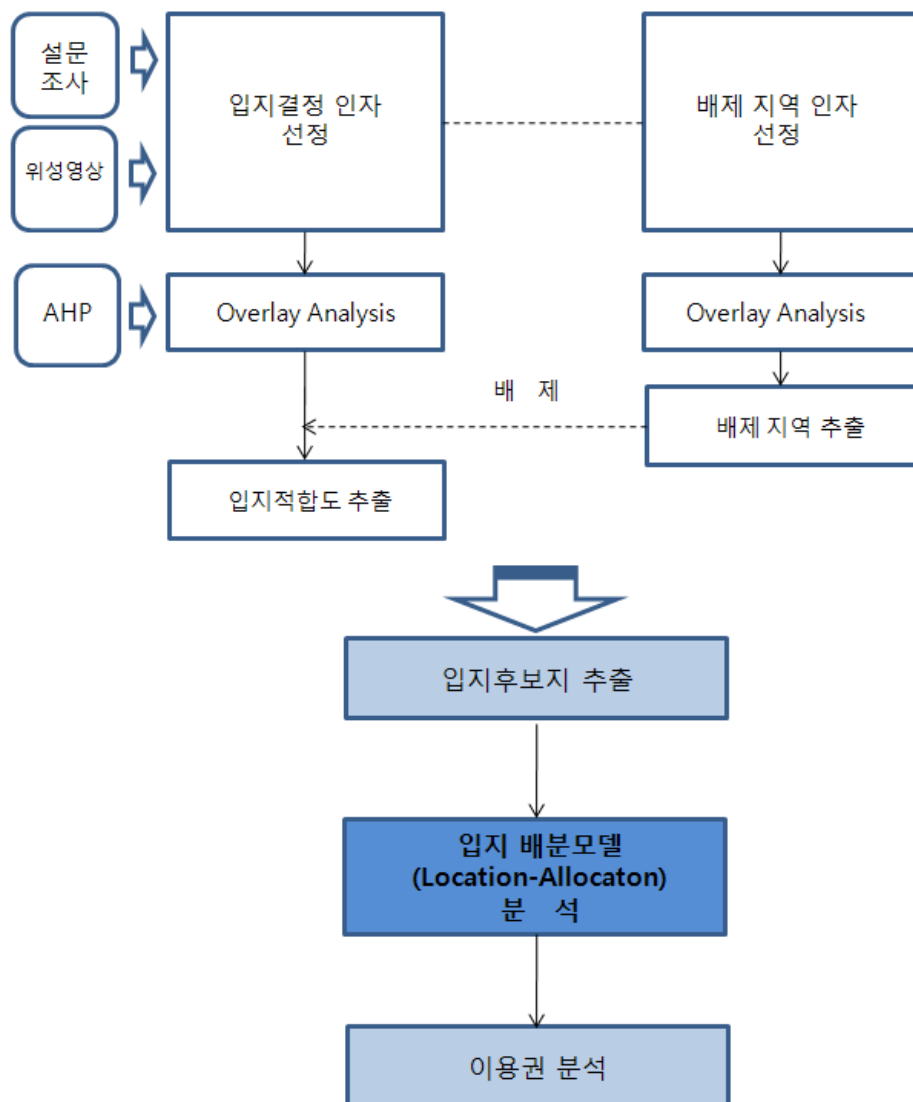 설문
조사
입지결정 인자
선정
배제 지역 인자
선정
위성영상
AHP
Overlay Analysis
Overlay Analysis
배 제
배제 지역 추출
입지적합도 추출
입지후보지 추출
입지 배분모델
(Location-Allocaton)
분 석
이용권 분석